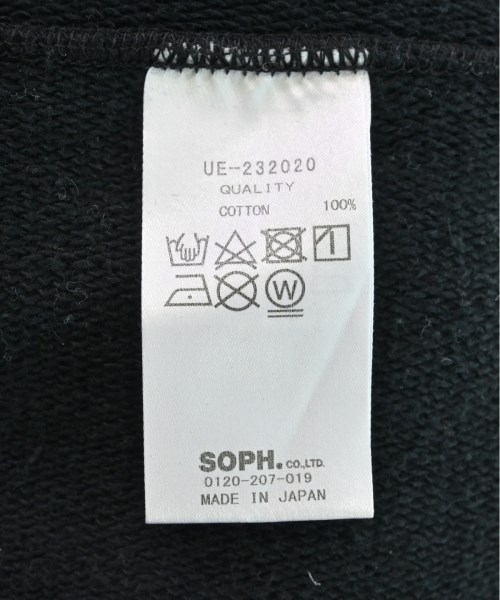 UE-232020
QUALITY
COTTON 100%
W
SOPH. CO.,LTD.
0120-207-019
MADE IN JAPAN